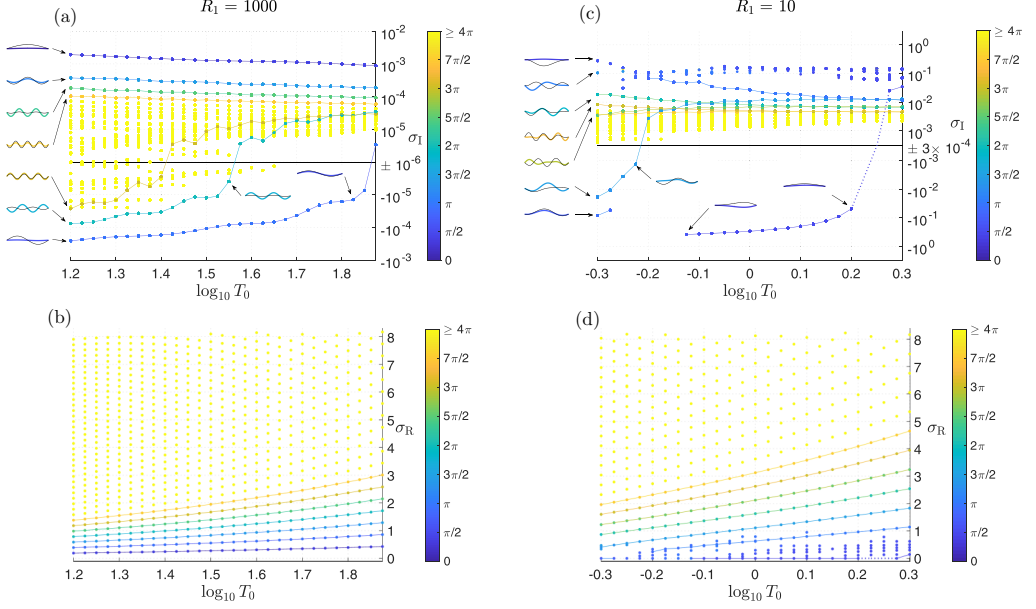 (a)
R₁ = 1000
10⁻²
10⁻³
10⁻⁴
10⁻⁵
σ_I
± 10⁻⁶
-10⁻⁵
-10⁻⁴
-10⁻³
1.2 1.3 1.4 1.5 1.6 1.7 1.8
log₁₀ T₀
≥ 4π
7π/2
3π
5π/2
2π
3π/2
π
π/2
0
(c)
R₁ = 10
10⁰
10⁻¹
10⁻²
10⁻³
σ_I
± 3× 10⁻⁴
-10⁻³
-10⁻²
-10⁻¹
-10⁰
-0.3 -0.2 -0.1 0 0.1 0.2 0.3
log₁₀ T₀
≥ 4π
7π/2
3π
5π/2
2π
3π/2
π
π/2
0
(b)
8
7
6
5
σ_R
4
3
2
1
0
1.2 1.3 1.4 1.5 1.6 1.7 1.8
log₁₀ T₀
≥ 4π
7π/2
3π
5π/2
2π
3π/2
π
π/2
0
(d)
8
7
6
5
σ_R
4
3
2
1
0
-0.3 -0.2 -0.1 0 0.1 0.2 0.3
log₁₀ T₀
≥ 4π
7π/2
3π
5π/2
2π
3π/2
π
π/2
0